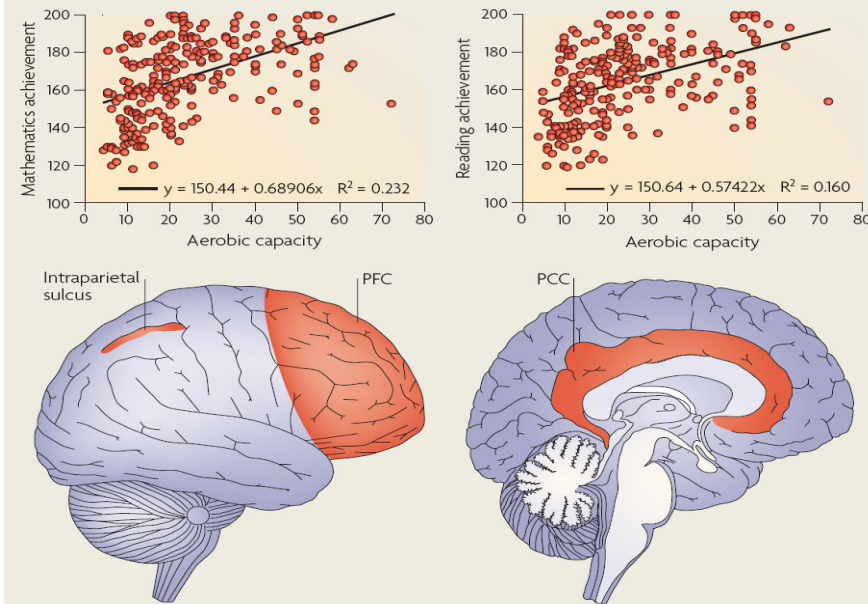 Mathematics achievement
200
180
160
140
120
100
y = 150.44 + 0.68906x R² = 0.232
0 10 20 30 40 50 60 70 80
Aerobic capacity
Reading achievement
200
180
160
140
120
100
y = 150.64 + 0.57422x R² = 0.160
0 10 20 30 40 50 60 70 80
Aerobic capacity
Intraparietal
sulcus
PFC
PCC